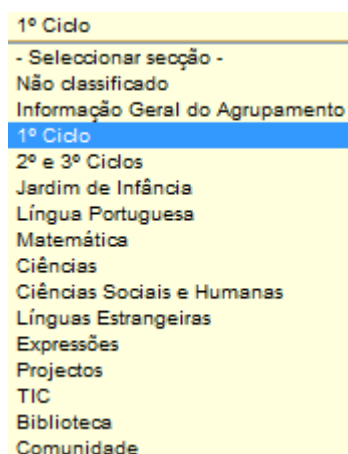 1º Ciclo
- Seleccionar secção -
Não classificado
Informação Geral do Agrupamento
1º Ciclo
2º e 3º Ciclos
Jardim de Infância
Língua Portuguesa
Matemática
Ciências
Ciências Sociais e Humanas
Línguas Estrangeiras
Expressões
Projectos
TIC
Biblioteca
Comunidade